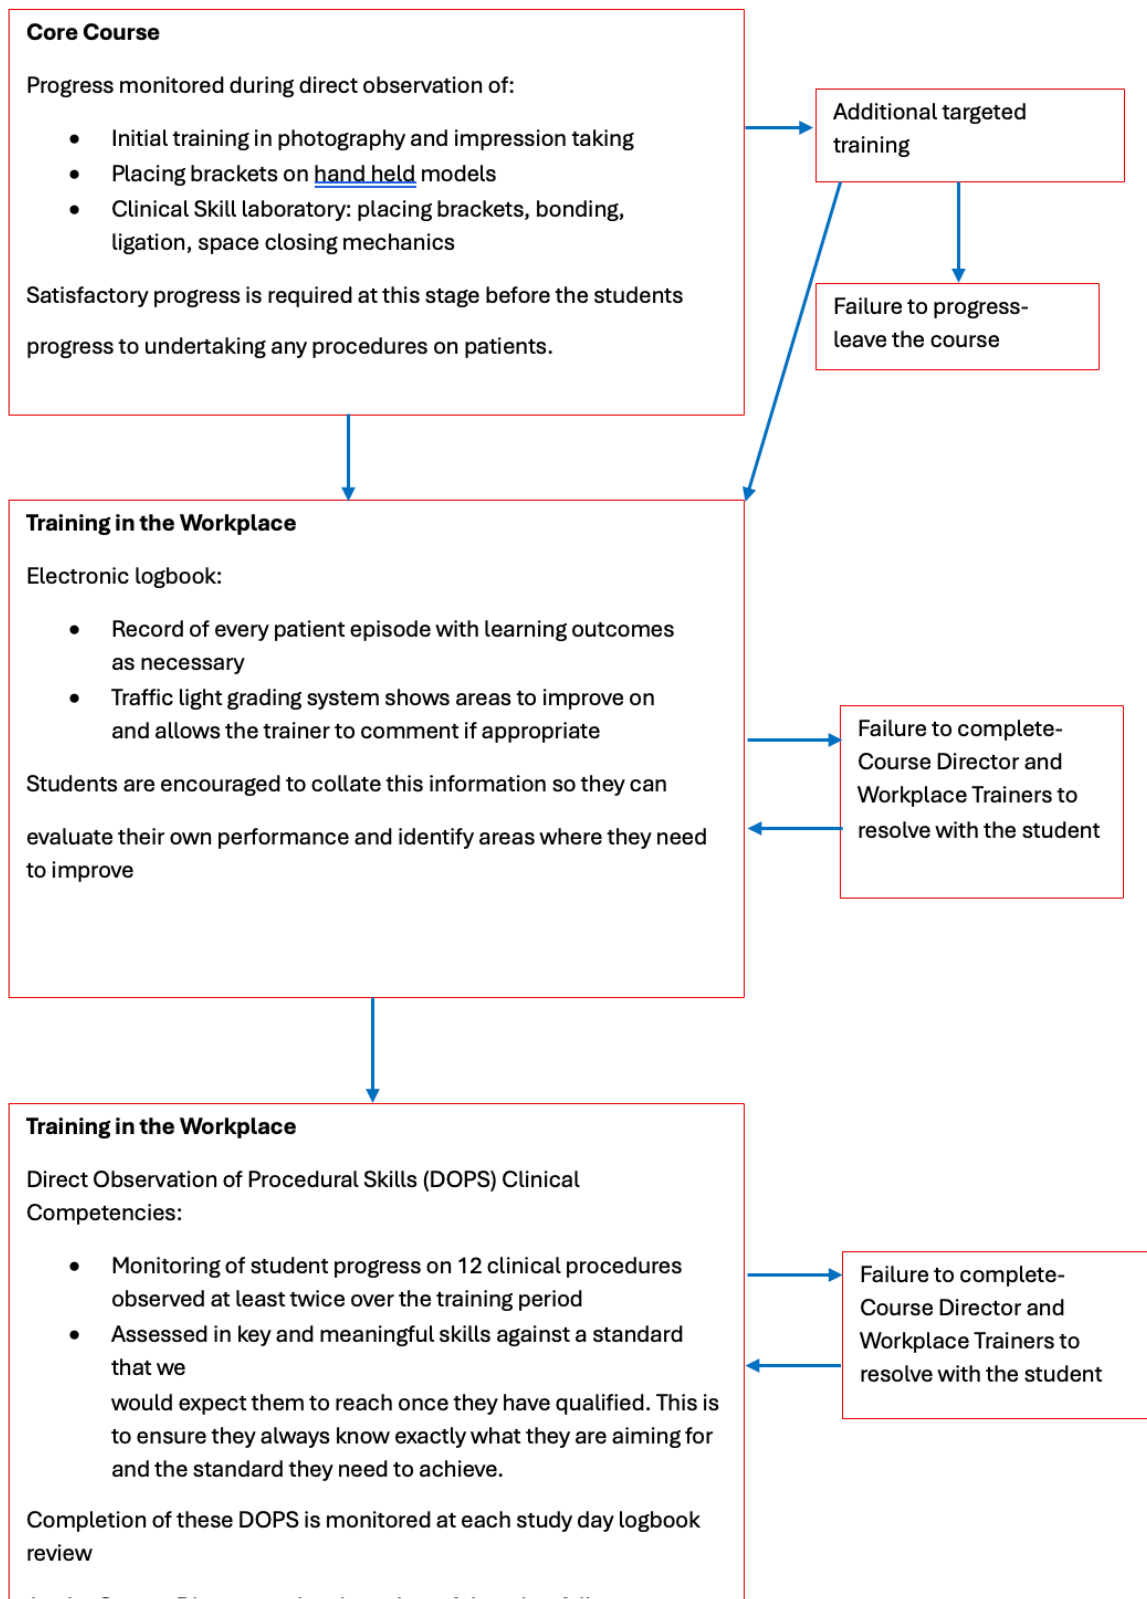 Core Course
Progress monitored during direct observation of:
• Initial training in photography and impression taking
• Placing brackets on hand held models
• Clinical Skill laboratory: placing brackets, bonding,
ligation, space closing mechanics
Satisfactory progress is required at this stage before the students
progress to undertaking any procedures on patients.
Additional targeted
training
Failure to progress-
leave the course
Training in the Workplace
Electronic logbook:
• Record of every patient episode with learning outcomes
as necessary
• Traffic light grading system shows areas to improve on
and allows the trainer to comment if appropriate
Students are encouraged to collate this information so they can
evaluate their own performance and identify areas where they need
to improve
Failure to complete-
Course Director and
Workplace Trainers to
resolve with the student
Training in the Workplace
Direct Observation of Procedural Skills (DOPS) Clinical
Competencies:
• Monitoring of student progress on 12 clinical procedures
observed at least twice over the training period
• Assessed in key and meaningful skills against a standard
that we
would expect them to reach once they have qualified. This is
to ensure they always know exactly what they are aiming for
and the standard they need to achieve.
Completion of these DOPS is monitored at each study day logbook
review
Failure to complete-
Course Director and
Workplace Trainers to
resolve with the student